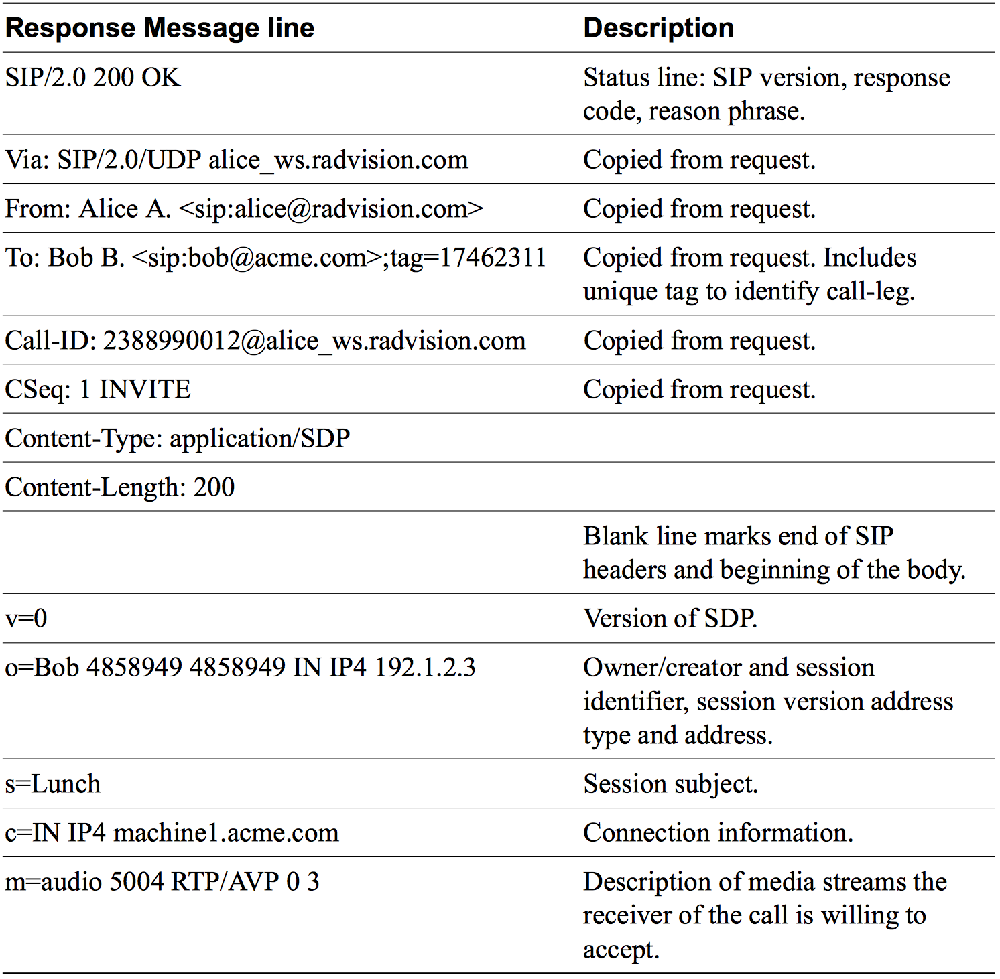 Response Message line Description
SIP/2.0 200 OK Status line: SIP version, response
code, reason phrase.
Via: SIP/2.0/UDP alice_ws.radvision.com Copied from request.
From: Alice A. <sip:alice@radvision.com> Copied from request.
To: Bob B. <sip:bob@acme.com>;tag=17462311 Copied from request. Includes
unique tag to identify call-leg.
Call-ID: 2388990012@alice_ws.radvision.com Copied from request.
CSeq: 1 INVITE Copied from request.
Content-Type: application/SDP
Content-Length: 200
Blank line marks end of SIP
headers and beginning of the body.
v=0 Version of SDP.
o=Bob 4858949 4858949 IN IP4 192.1.2.3 Owner/creator and session
identifier, session version address
type and address.
s=Lunch Session subject.
c=IN IP4 machine1.acme.com Connection information.
m=audio 5004 RTP/AVP 0 3 Description of media streams the
receiver of the call is willing to
accept.